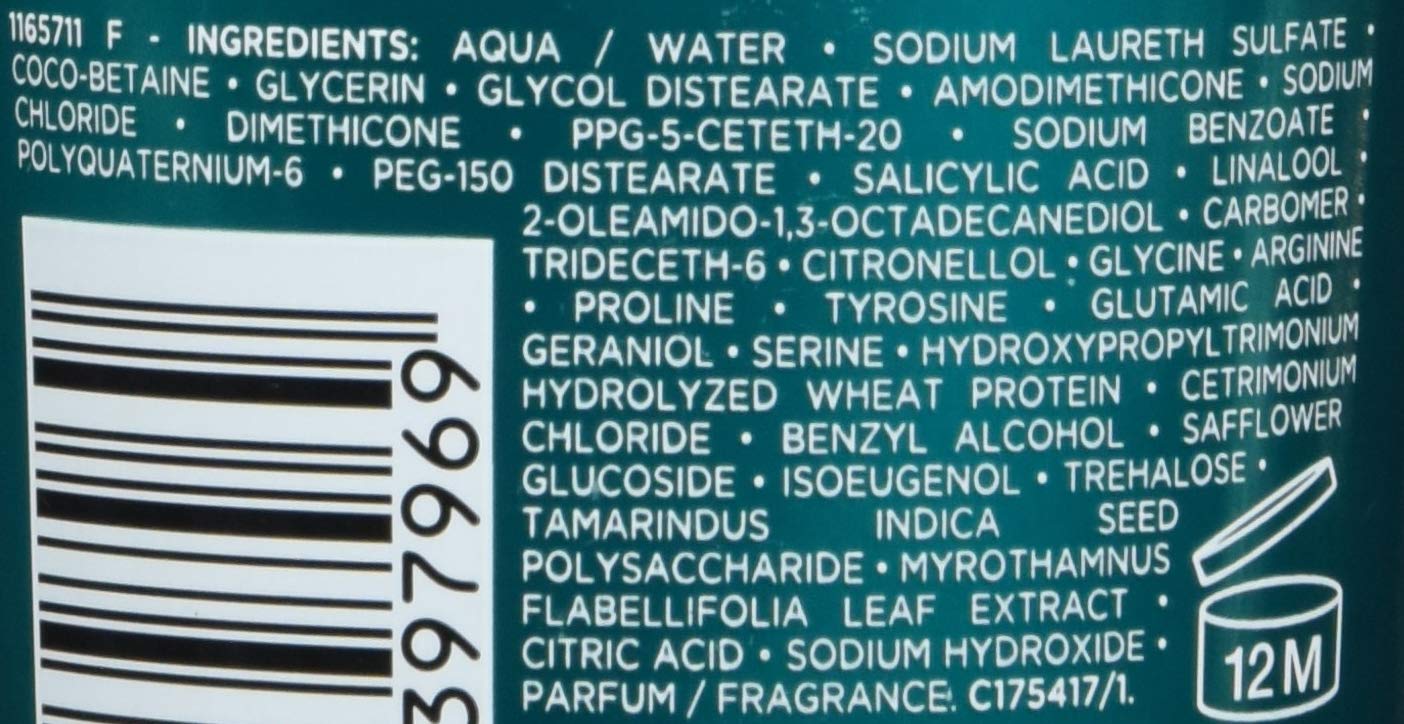 1165711 F - INGREDIENTS: AQUA / WATER • SODIUM LAURETH SULFATE •
COCO-BETAINE • GLYCERIN • GLYCOL DISTEARATE • AMODIMETHICONE • SODIUM
CHLORIDE • DIMETHICONE • PPG-5-CETETH-20 • SODIUM BENZOATE •
POLYQUATERNIUM-6 • PEG-150 DISTEARATE • SALICYLIC ACID • LINALOOL •
2-OLEAMIDO-1,3-OCTADECANEDIOL • CARBOMER •
TRIDECETH-6 • CITRONELLOL • GLYCINE • ARGININE
• PROLINE • TYROSINE • GLUTAMIC ACID •
GERANIOL • SERINE • HYDROXYPROPYLTRIMONIUM
HYDROLYZED WHEAT PROTEIN • CETRIMONIUM
CHLORIDE • BENZYL ALCOHOL • SAFFLOWER
GLUCOSIDE • ISOEUGENOL • TREHALOSE •
TAMARINDUS INDICA SEED
POLYSACCHARIDE • MYROTHAMNUS
FLABELLIFOLIA LEAF EXTRACT •
CITRIC ACID • SODIUM HYDROXIDE •
PARFUM / FRAGRANCE. C175417/1.
12M
397969